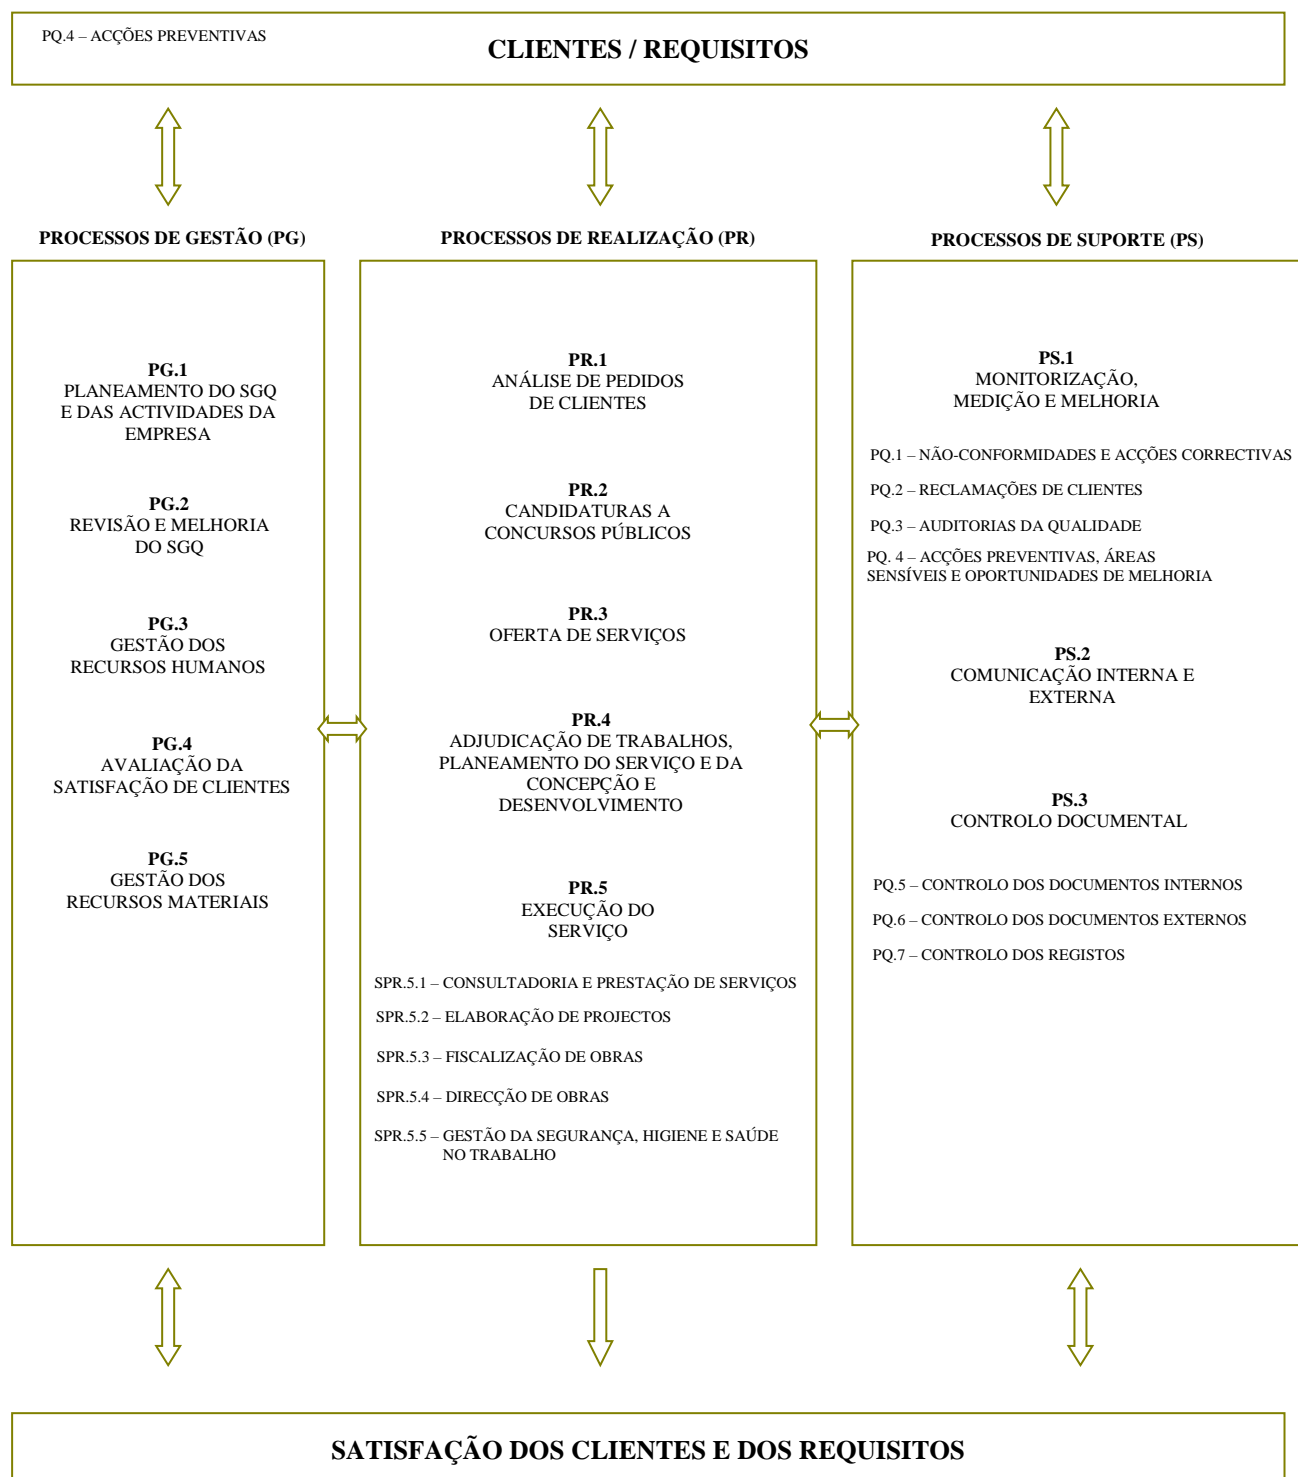 PQ.4 – ACÇÕES PREVENTIVAS
CLIENTES / REQUISITOS
PROCESSOS DE GESTÃO (PG)
PG.1
PLANEAMENTO DO SGQ
E DAS ACTIVIDADES DA
EMPRESA
PG.2
REVISÃO E MELHORIA
DO SGQ
PG.3
GESTÃO DOS
RECURSOS HUMANOS
PG.4
AVALIAÇÃO DA
SATISFAÇÃO DE CLIENTES
PG.5
GESTÃO DOS
RECURSOS MATERIAIS
PROCESSOS DE REALIZAÇÃO (PR)
PR.1
ANÁLISE DE PEDIDOS
DE CLIENTES
PR.2
CANDIDATURAS A
CONCURSOS PÚBLICOS
PR.3
OFERTA DE SERVIÇOS
PR.4
ADJUDICAÇÃO DE TRABALHOS,
PLANEAMENTO DO SERVIÇO E DA
CONCEPÇÃO E
DESENVOLVIMENTO
PR.5
EXECUÇÃO DO
SERVIÇO
SPR.5.1 – CONSULTADORIA E PRESTAÇÃO DE SERVIÇOS
SPR.5.2 – ELABORAÇÃO DE PROJECTOS
SPR.5.3 – FISCALIZAÇÃO DE OBRAS
SPR.5.4 – DIRECÇÃO DE OBRAS
SPR.5.5 – GESTÃO DA SEGURANÇA, HIGIENE E SAÚDE
NO TRABALHO
PROCESSOS DE SUPORTE (PS)
PS.1
MONITORIZAÇÃO,
MEDIÇÃO E MELHORIA
PQ.1 – NÃO-CONFORMIDADES E ACÇÕES CORRECTIVAS
PQ.2 – RECLAMAÇÕES DE CLIENTES
PQ.3 – AUDITORIAS DA QUALIDADE
PQ. 4 – ACÇÕES PREVENTIVAS, ÁREAS
SENSÍVEIS E OPORTUNIDADES DE MELHORIA
PS.2
COMUNICAÇÃO INTERNA E
EXTERNA
PS.3
CONTROLO DOCUMENTAL
PQ.5 – CONTROLO DOS DOCUMENTOS INTERNOS
PQ.6 – CONTROLO DOS DOCUMENTOS EXTERNOS
PQ.7 – CONTROLO DOS REGISTOS
SATISFAÇÃO DOS CLIENTES E DOS REQUISITOS